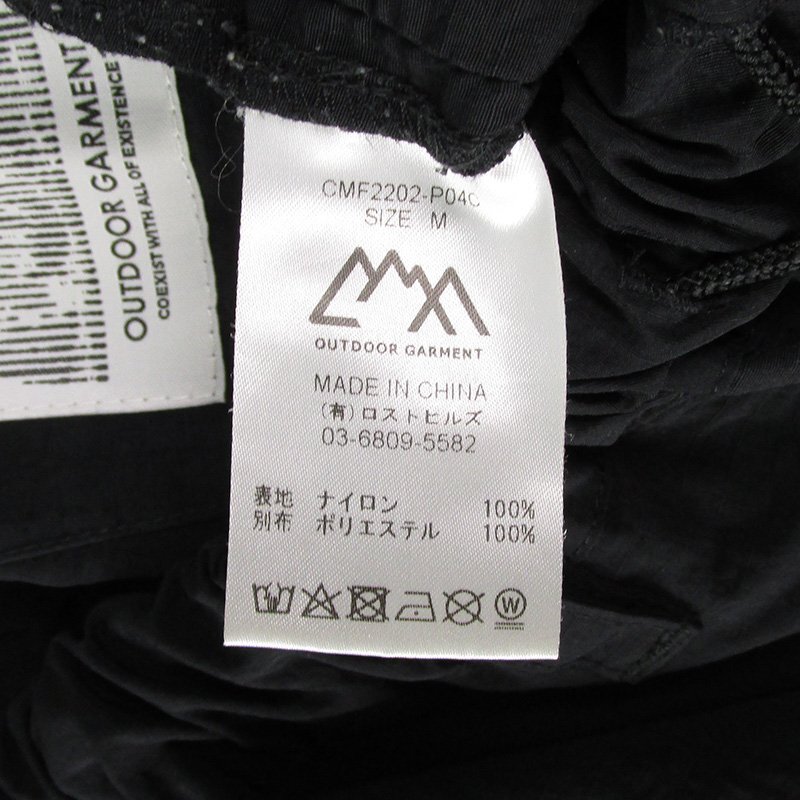 OUTDOOR GARMENT
COEXIST WITH ALL OF EXISTENCE
CMF2202-P04C
SIZE M
OUTDOOR GARMENT
MADE IN CHINA
(有)ロストヒルズ
03-6809-5582
表地 ナイロン 100%
別布 ポリエステル 100%
W